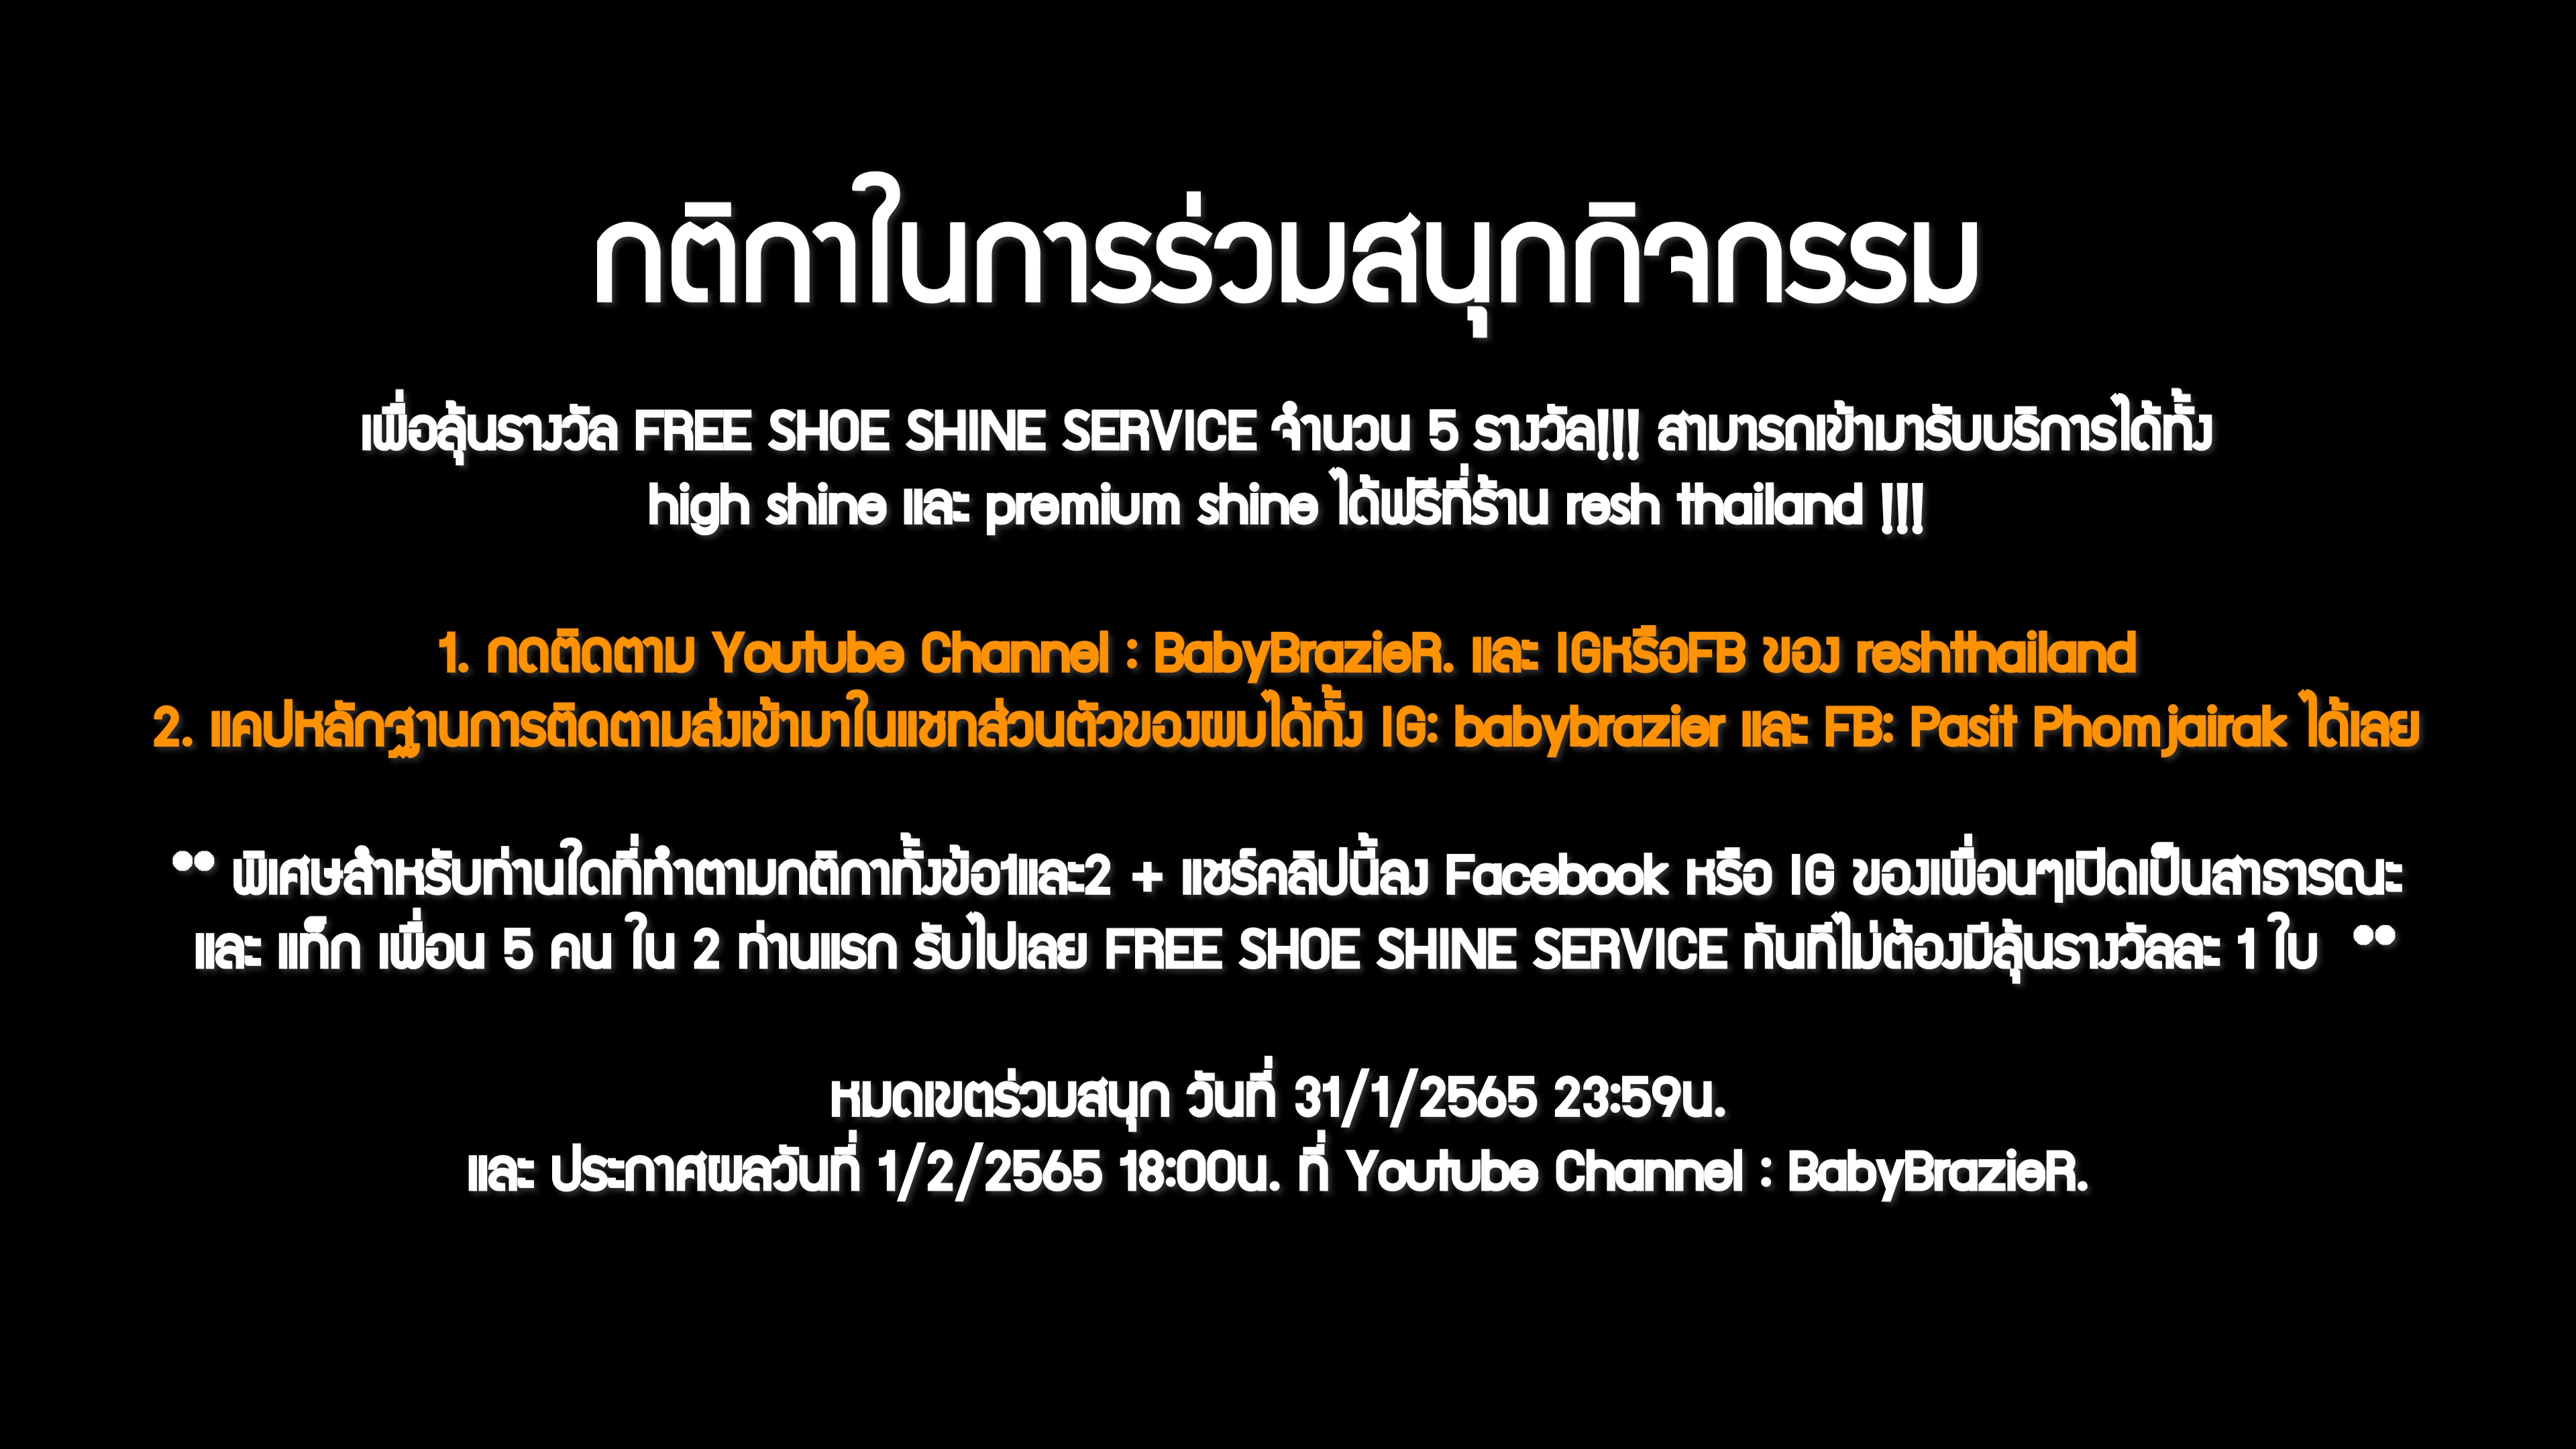 กติกาในการร่วมสนุกกิจกรรม
เพื่อลุ้นรางวัล FREE SHOE SHINE SERVICE จำนวน 5 รางวัล!!! สามารถเข้ามารับบริการได้ทั้ง
high shine และ premium shine ได้ฟรีที่ร้าน resh thailand !!!
1. กดติดตาม Youtube Channel : BabyBrazieR. และ IGหรือFB ของ reshthailand
2. แคปหลักฐานการติดตามส่งเข้ามาในแชทส่วนตัวของผมได้ทั้ง IG: babybrazier และ FB: Pasit Phomjairak ได้เลย
** พิเศษสำหรับท่านใดที่ทำตามกติกาทั้งข้อ1และ2 + แชร์คลิปนี้ลง Facebook หรือ IG ของเพื่อนๆเปิดเป็นสาธารณะ
และ แท็ก เพื่อน 5 คน ใน 2 ท่านแรก รับไปเลย FREE SHOE SHINE SERVICE ทันทีไม่ต้องมีลุ้นรางวัลละ 1 ใบ **
หมดเขตร่วมสนุก วันที่ 31/1/2565 23:59น.
และ ประกาศผลวันที่ 1/2/2565 18:00น. ที่ Youtube Channel : BabyBrazieR.